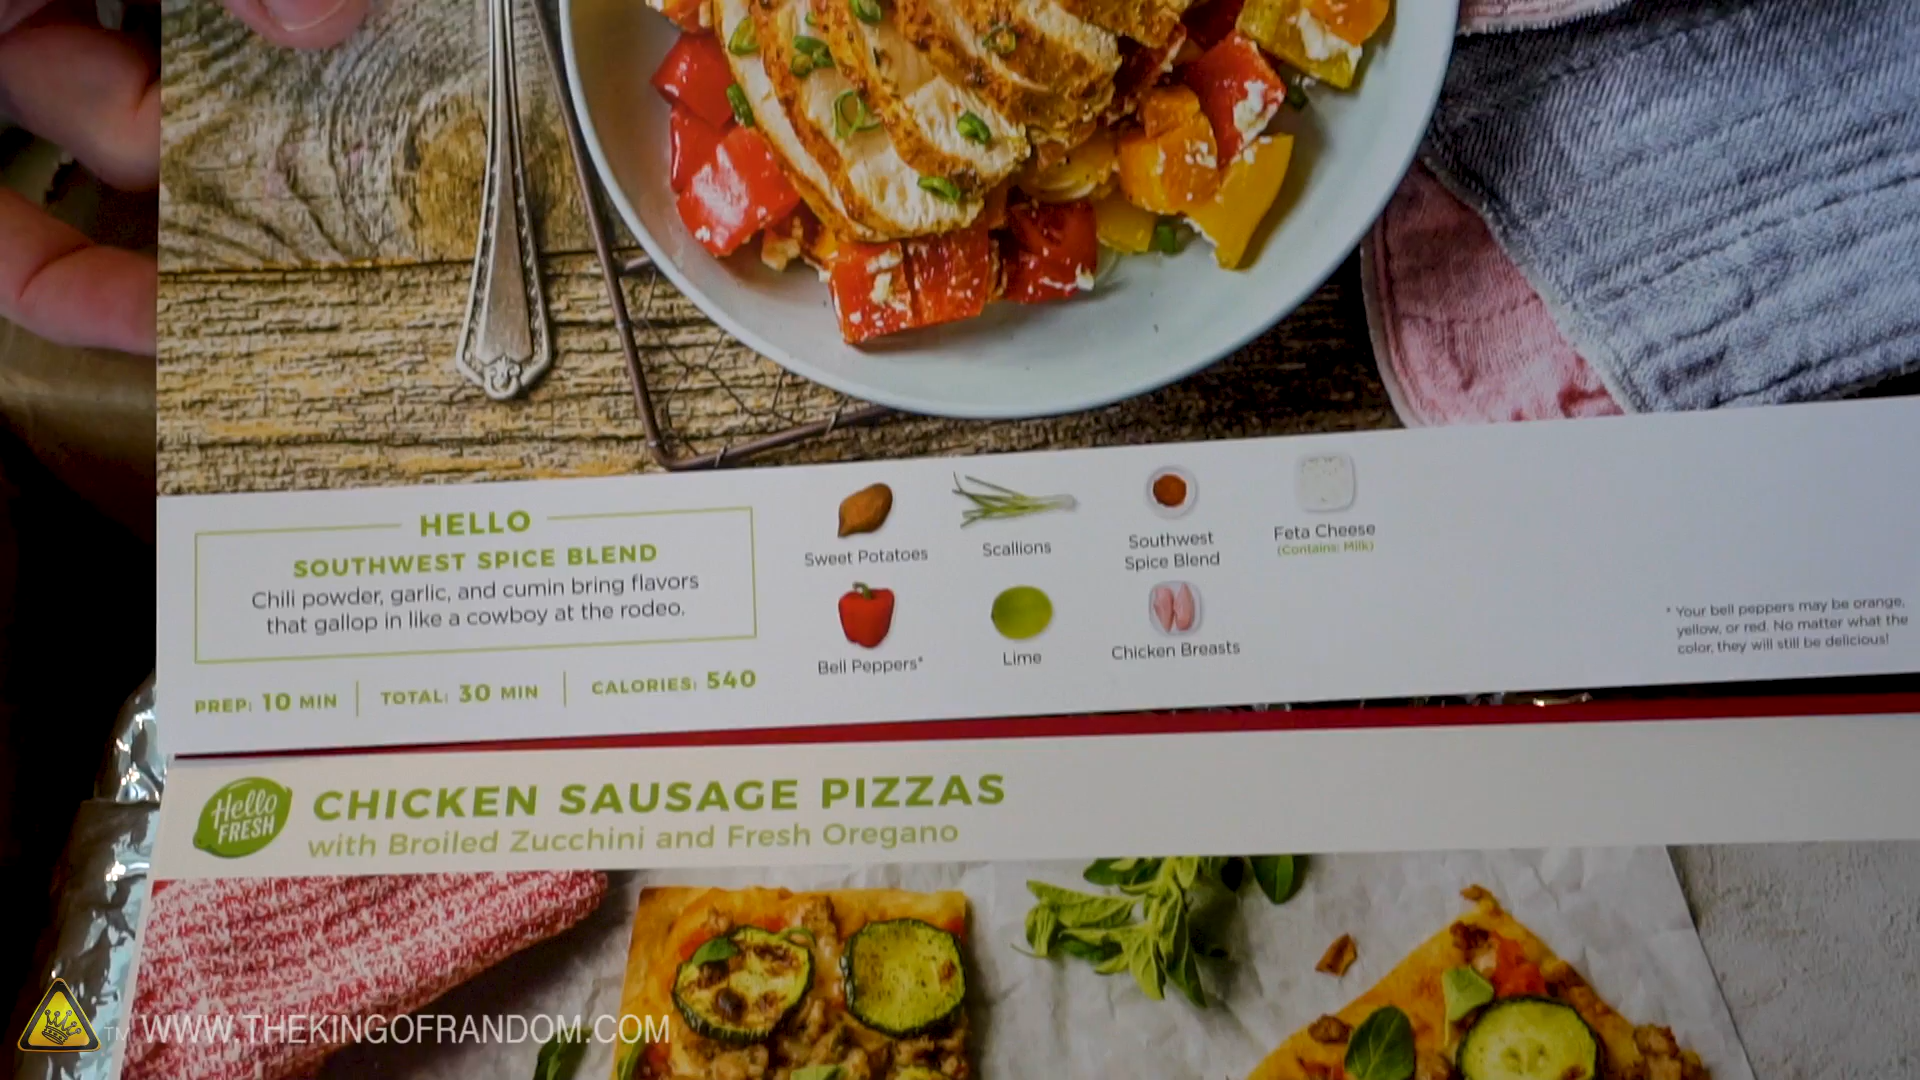 HELLO
SOUTHWEST SPICE BLEND
Chili powder, garlic, and cumin bring flavors
that gallop in like a cowboy at the rodeo.
PREP: 10 MIN TOTAL: 30 MIN CALORIES: 540
Sweet Potatoes
Scallions
Southwest
Spice Blend
Feta Cheese
(Contains: Milk)
Bell Peppers*
Lime
Chicken Breasts
* Your bell peppers may be orange,
yellow, or red. No matter what the
color, they will still be delicious!
Hello
FRESH
CHICKEN SAUSAGE PIZZAS
with Broiled Zucchini and Fresh Oregano
TM WWW.THEKINGOFRANDOM.COM